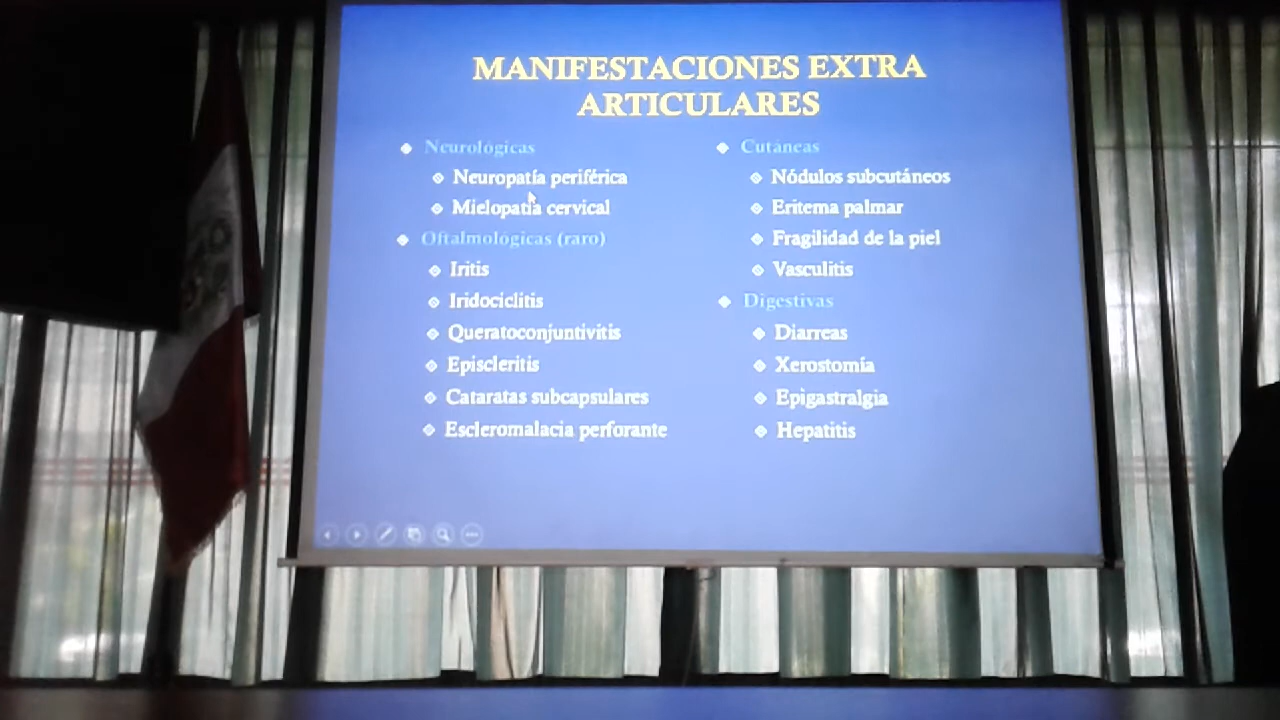 MANIFESTACIONES EXTRA
ARTICULARES
Neurológicas
Neuropatía periférica
Mielopatía cervical
Oftalmológicas (raro)
Iritis
Iridociclitis
Queratoconjuntivitis
Episcleritis
Cataratas subcapsulares
Escleromalacia perforante
Cutáneas
Nódulos subcutáneos
Eritema palmar
Fragilidad de la piel
Vasculitis
Digestivas
Diarreas
Xerostomía
Epigastralgia
Hepatitis